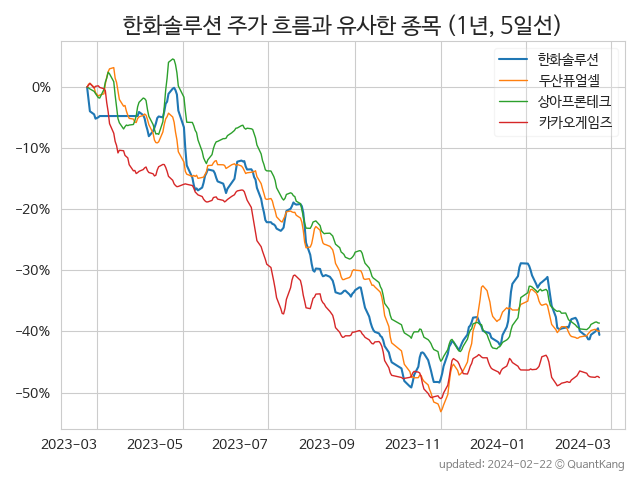 한화솔루션 주가 흐름과 유사한 종목 (1년, 5일선)
한화솔루션
두산퓨얼셀
상아프론테크
카카오게임즈
0%
−10%
−20%
−30%
−40%
−50%
2023-03 2023-05 2023-07 2023-09 2023-11 2024-01 2024-03
updated: 2024-02-22 © QuantKang